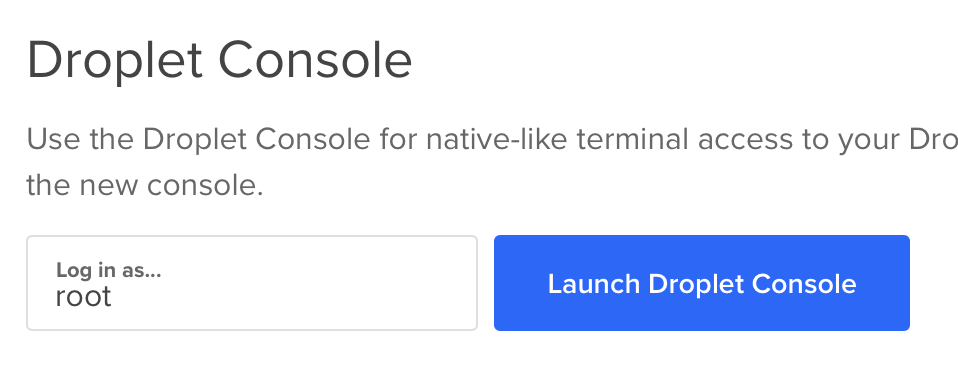 Droplet Console
Use the Droplet Console for native-like terminal access to your Dro
the new console.
Log in as...
root
Launch Droplet Console